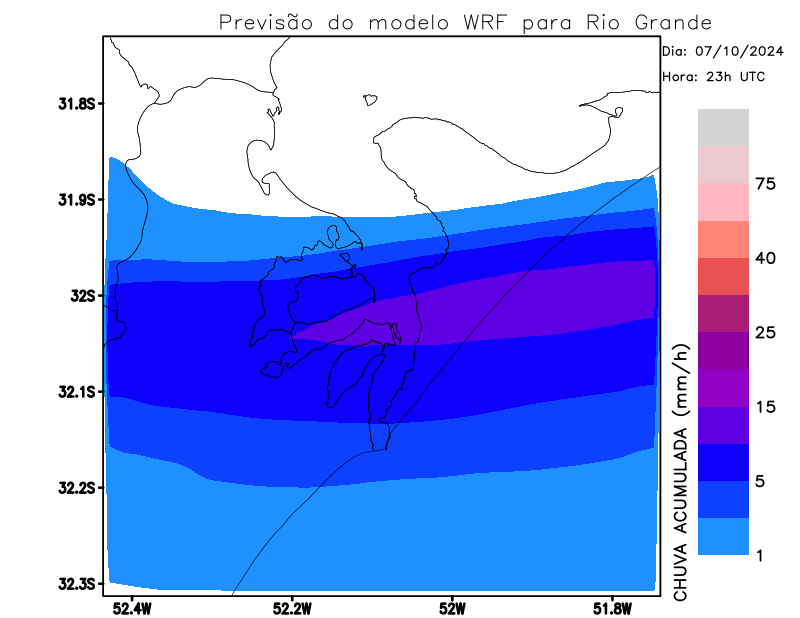 Previsão do modelo WRF para Rio Grande
Dia: 07/10/2024
Hora: 23h UTC
31.8S
31.9S
32S
32.1S
32.2S
32.3S
52.4W
52.2W
52W
51.8W
75
40
25
15
5
1
CHUVA ACUMULADA (mm/h)